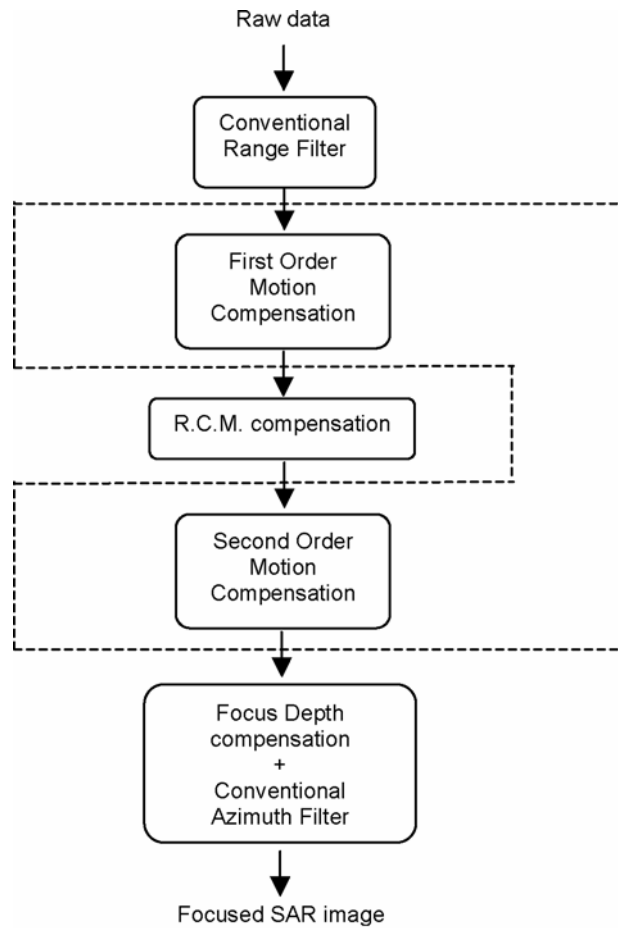 Raw data
Conventional
Range Filter
First Order
Motion
Compensation
R.C.M. compensation
Second Order
Motion
Compensation
Focus Depth
compensation
+
Conventional
Azimuth Filter
Focused SAR image